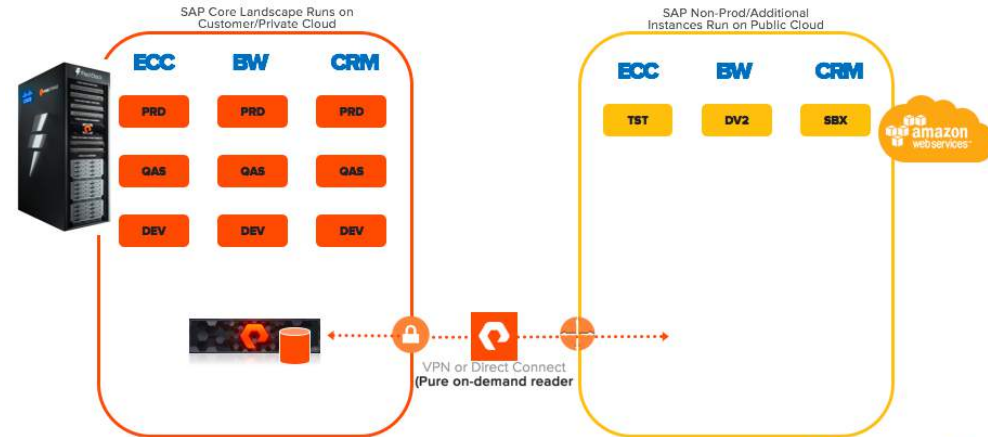 SAP Core Landscape Runs on
Customer/Private Cloud
SAP Non-Prod/Additional
Instances Run on Public Cloud
ECC BW CRM
PRD PRD PRD
QAS QAS QAS
DEV DEV DEV
ECC BW CRM
TST DV2 SBX
amazon
webservices™
VPN or Direct Connect
(Pure on-demand reader